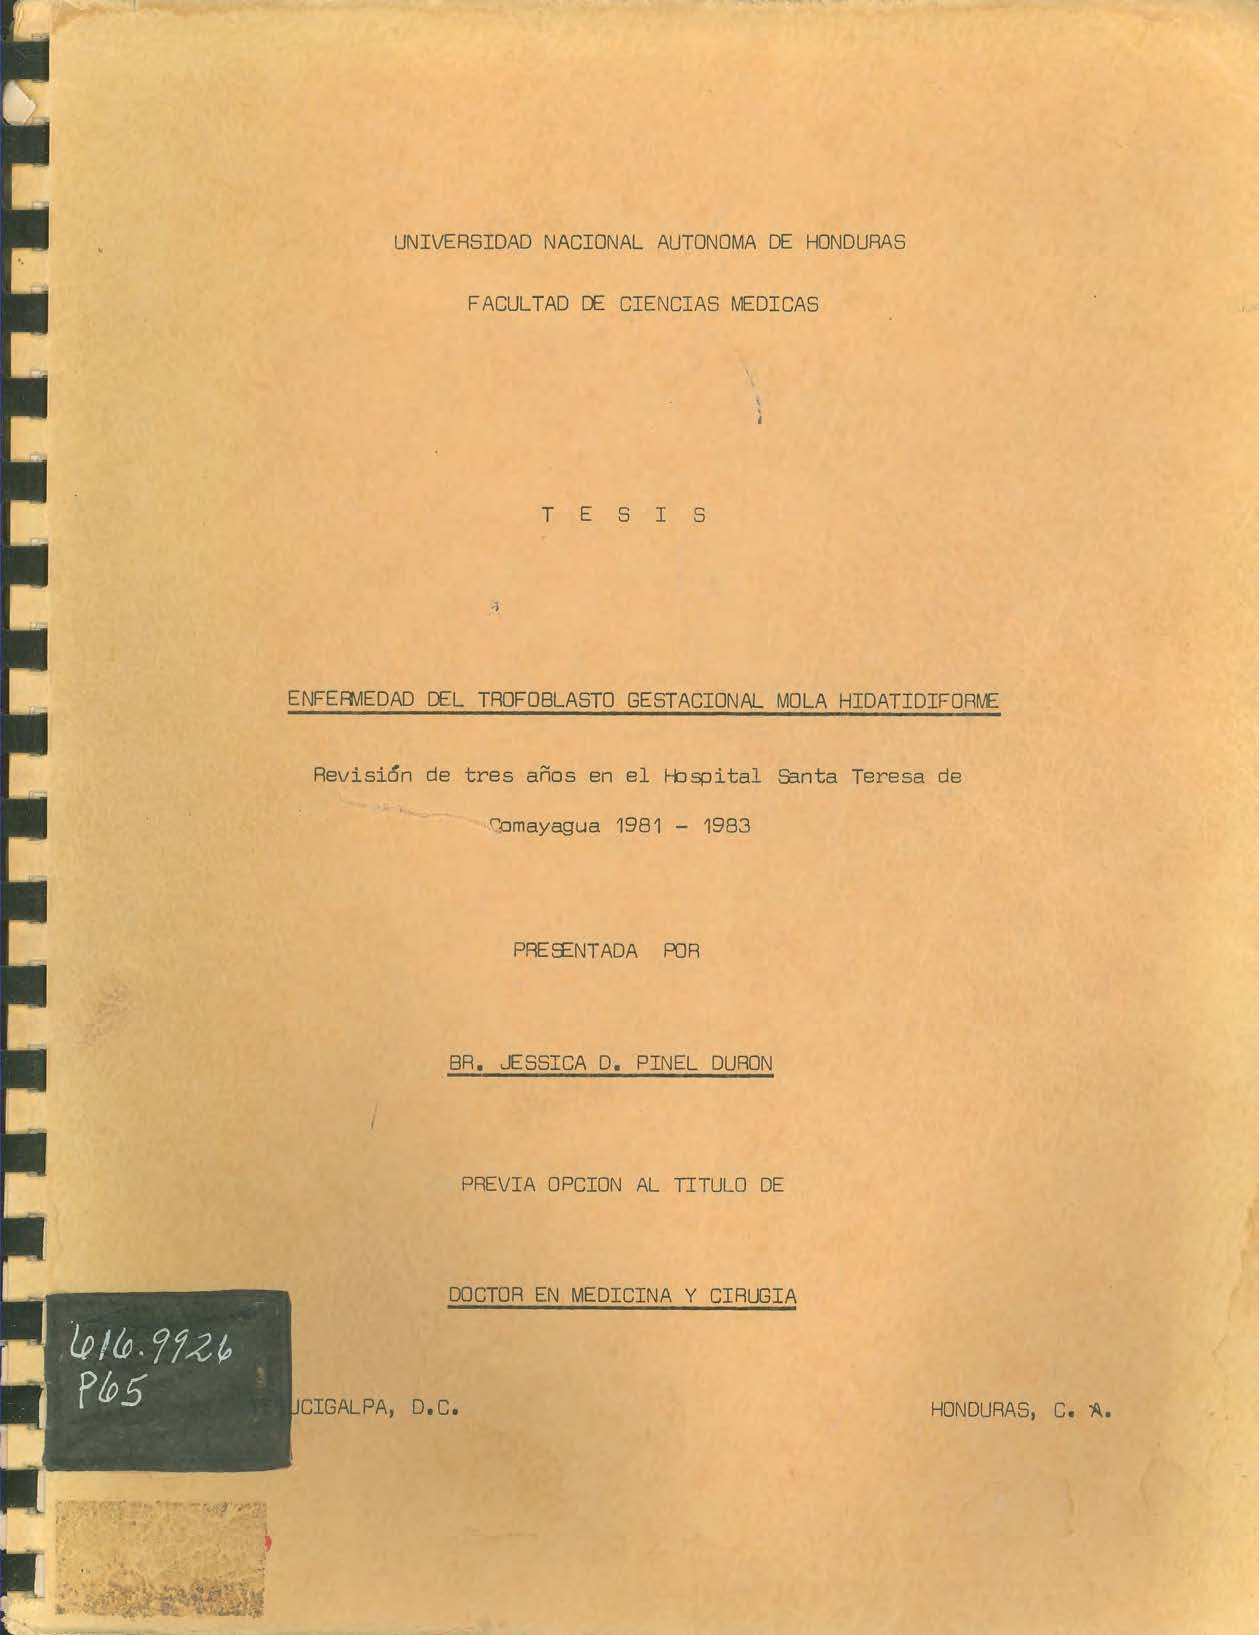 UNIVERSIDAD NACIONAL AUTONOMA DE HONDURAS
FACULTAD DE CIENCIAS MEDICAS
T E S I S
ENFERMEDAD DEL TROFOBLASTO GESTACIONAL MOLA HIDATIDIFORME
Revisión de tres años en el Hospital Santa Teresa de
Comayagua 1981 - 1983
PRESENTADA POR
BR. JESSICA D. PINEL DURON
PREVIA OPCION AL TITULO DE
DOCTOR EN MEDICINA Y CIRUGIA
616.9926
P65
UCIGALPA, D.C. HONDURAS, C. A.